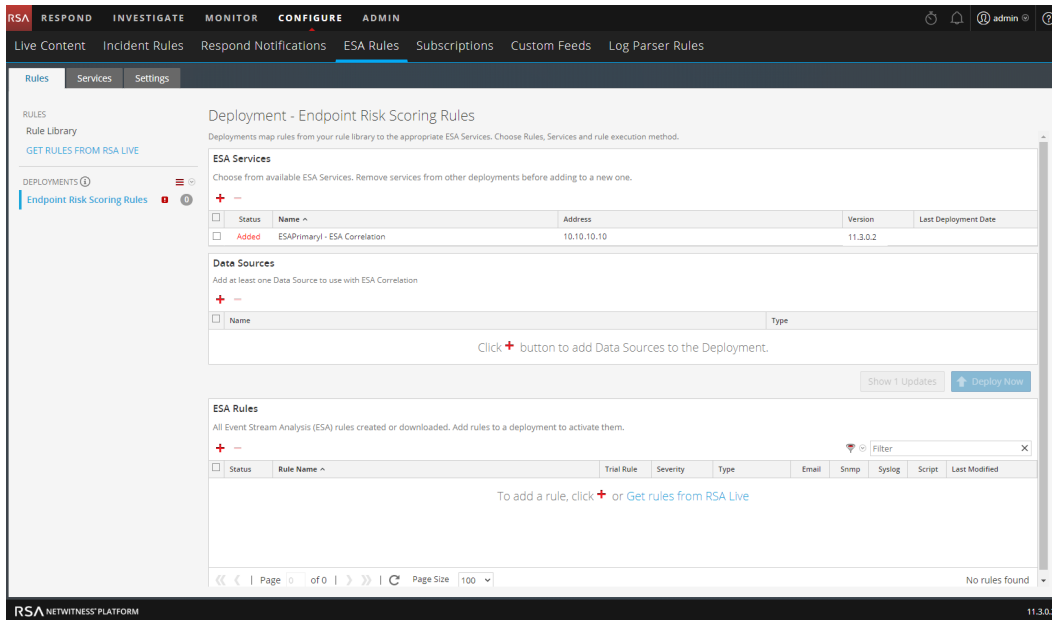 RSA RESPOND INVESTIGATE MONITOR CONFIGURE ADMIN admin
Live Content Incident Rules Respond Notifications ESA Rules Subscriptions Custom Feeds Log Parser Rules
Rules Services Settings
RULES
Rule Library
GET RULES FROM RSA LIVE
DEPLOYMENTS
Endpoint Risk Scoring Rules 0
Deployment - Endpoint Risk Scoring Rules
Deployments map rules from your rule library to the appropriate ESA Services. Choose Rules, Services and rule execution method.
ESA Services
Choose from available ESA Services. Remove services from other deployments before adding to a new one.
Status Name Address Version Last Deployment Date
Added ESAPrimaryl - ESA Correlation 10.10.10.10 11.3.0.2
Data Sources
Add at least one Data Source to use with ESA Correlation
Name Type
Click + button to add Data Sources to the Deployment.
Show 1 Updates Deploy Now
ESA Rules
All Event Stream Analysis (ESA) rules created or downloaded. Add rules to a deployment to activate them.
Filter
Status Rule Name Trial Rule Severity Type Email Snmp Syslog Script Last Modified
To add a rule, click + or Get rules from RSA Live
Page 0 of 0 | Page Size 100 No rules found
RSA NETWITNESS PLATFORM